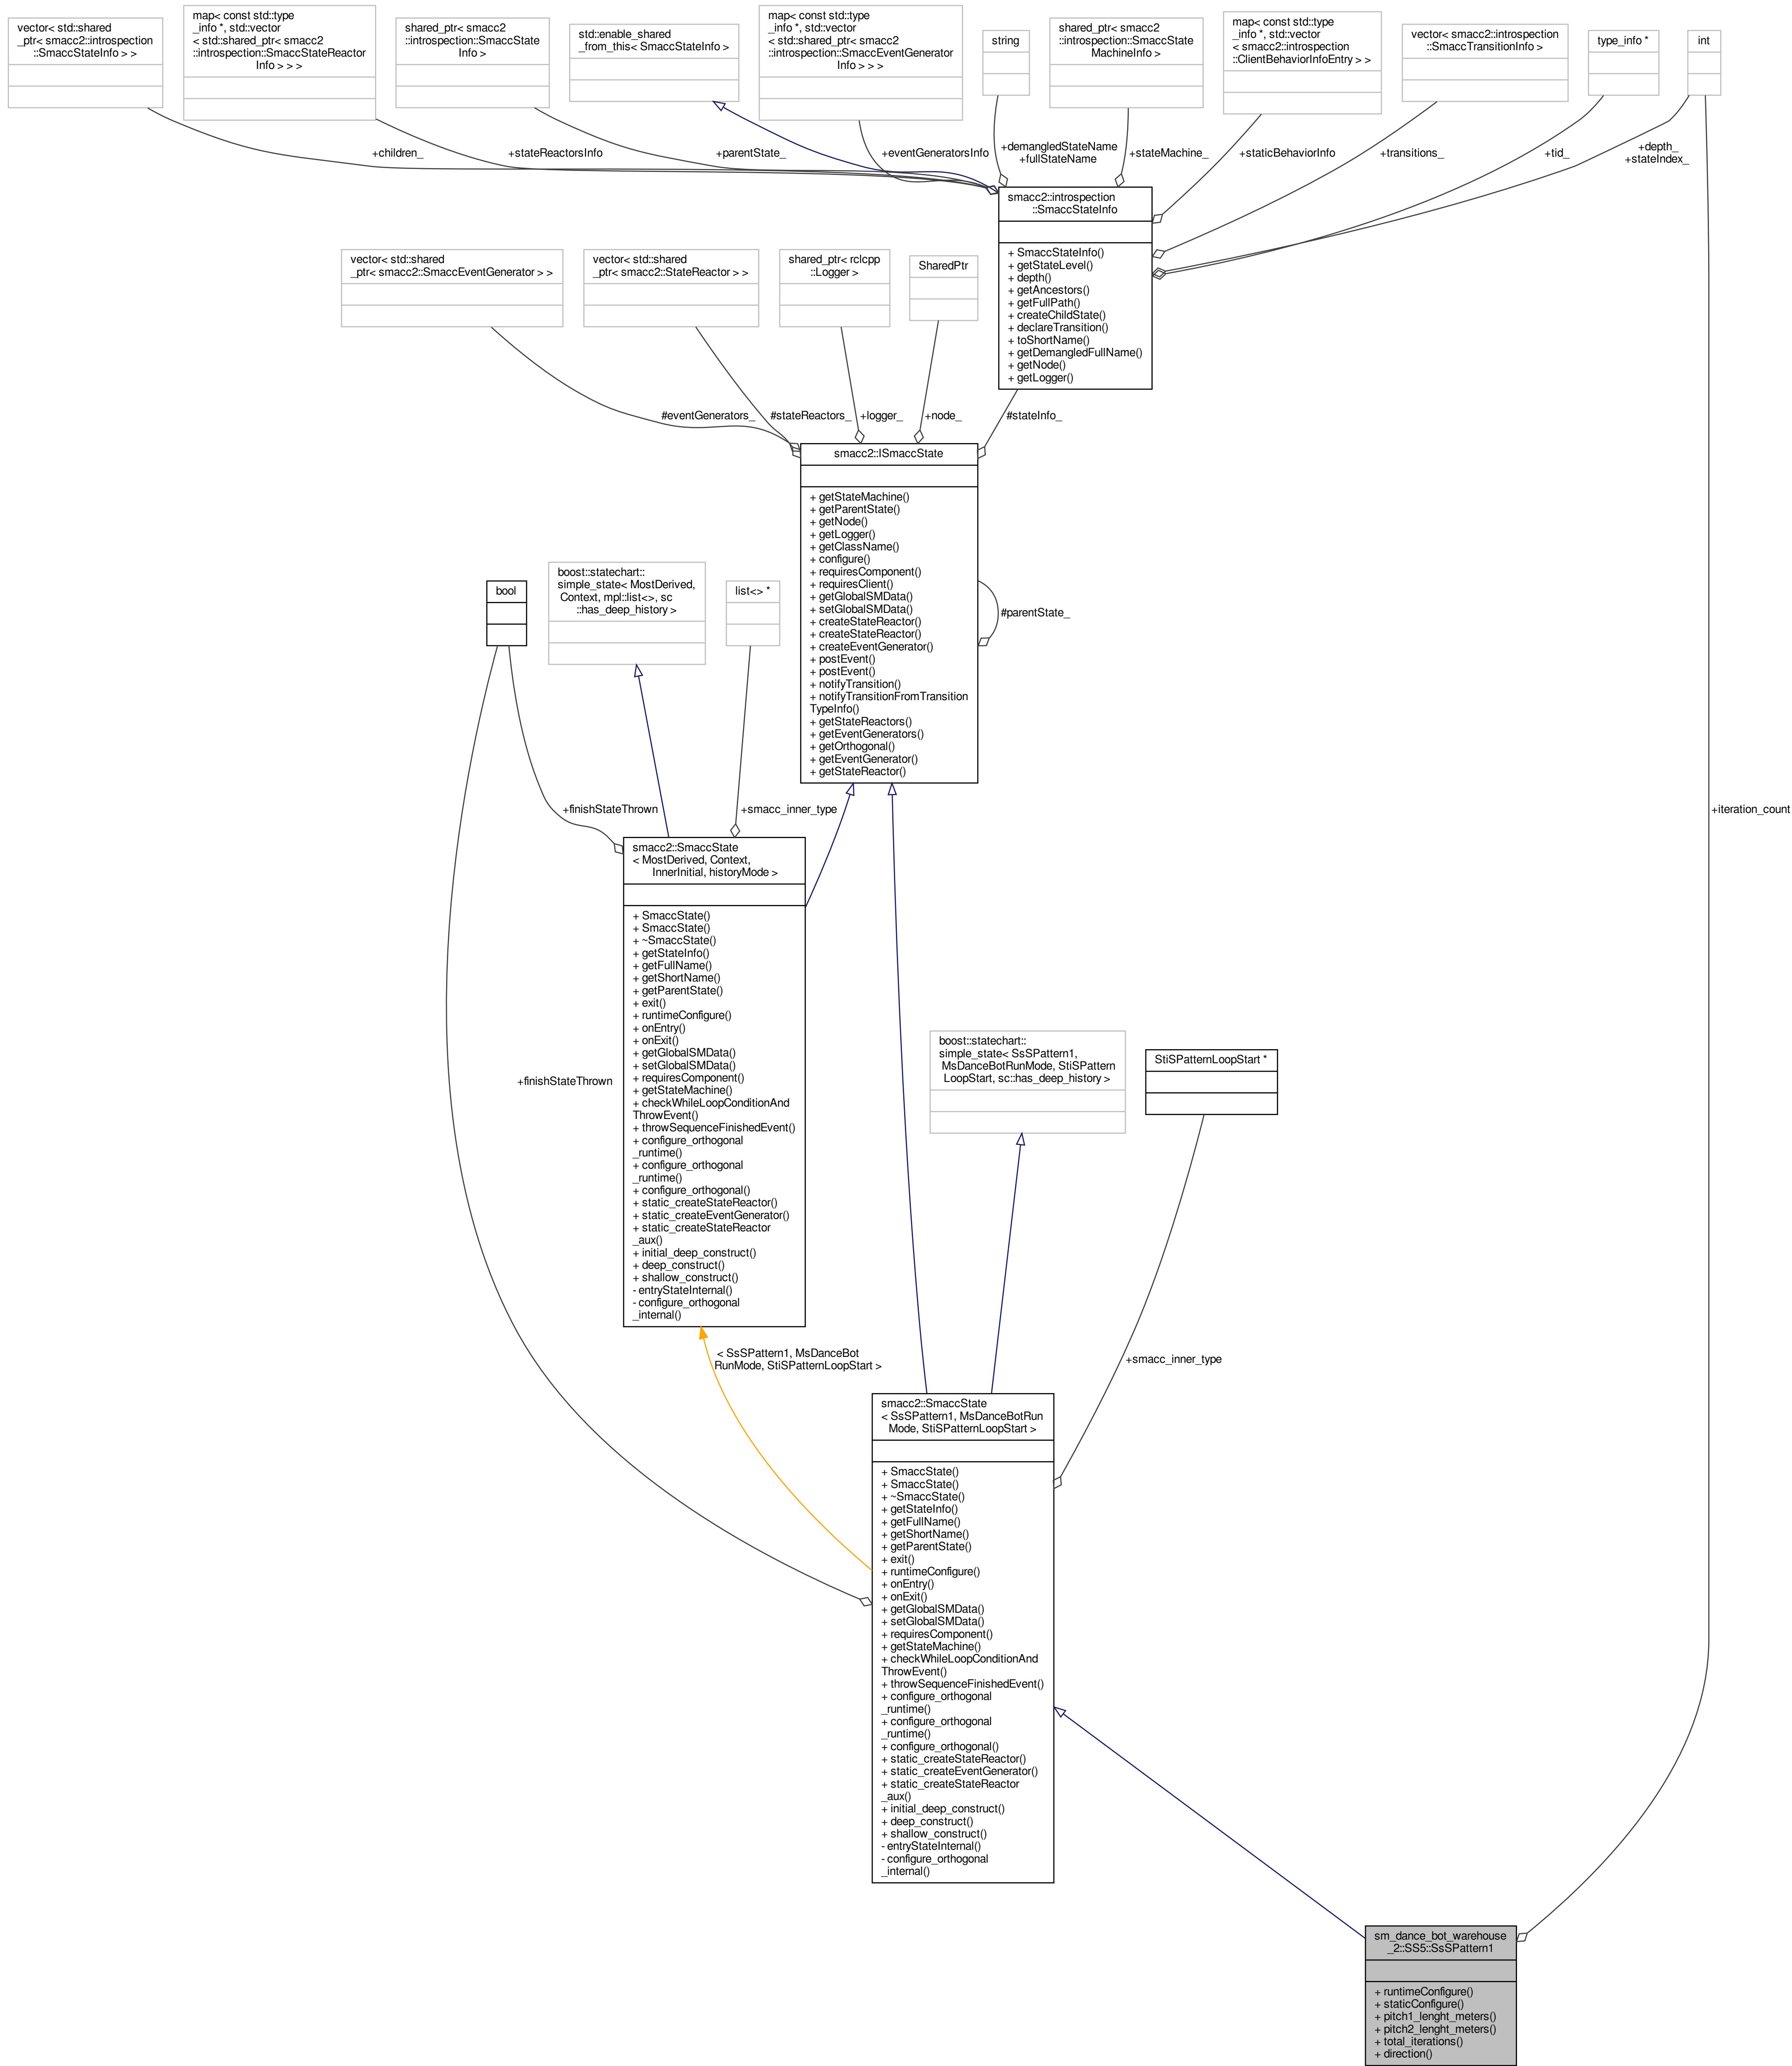 vector< std::shared
_ptr< smacc2::introspection
::SmaccStateInfo > >
map< const std::type
_info *, std::vector
< std::shared_ptr< smacc2
::introspection::SmaccStateReactor
Info > > >
shared_ptr< smacc2
::introspection::SmaccState
Info >
std::enable_shared
_from_this< SmaccStateInfo >
map< const std::type
_info *, std::vector
< std::shared_ptr< smacc2
::introspection::SmaccEventGenerator
Info > > >
string
shared_ptr< smacc2
::introspection::SmaccState
MachineInfo >
map< const std::type
_info *, std::vector
< smacc2::introspection
::ClientBehaviorInfoEntry > >
vector< smacc2::introspection
::SmaccTransitionInfo >
type_info *
int
+children_
+stateReactorsInfo
+parentState_
+eventGeneratorsInfo
+demangledStateName
+fullStateName
+stateMachine_
+staticBehaviorInfo
+transitions_
+tid_
+depth_
+stateIndex_
smacc2::introspection
::SmaccStateInfo
+ SmaccStateInfo()
+ getStateLevel()
+ depth()
+ getAncestors()
+ getFullPath()
+ createChildState()
+ declareTransition()
+ toShortName()
+ getDemangledFullName()
+ getNode()
+ getLogger()
vector< std::shared
_ptr< smacc2::SmaccEventGenerator > >
vector< std::shared
_ptr< smacc2::StateReactor > >
shared_ptr< rclcpp
::Logger >
SharedPtr
#eventGenerators_
#stateReactors_
+logger_
+node_
#stateInfo_
smacc2::ISmaccState
+ getStateMachine()
+ getParentState()
+ getNode()
+ getLogger()
+ getClassName()
+ configure()
+ requiresComponent()
+ requiresClient()
+ getGlobalSMData()
+ setGlobalSMData()
+ createStateReactor()
+ createStateReactor()
+ createEventGenerator()
+ postEvent()
+ postEvent()
+ notifyTransition()
+ notifyTransitionFromTransition
TypeInfo()
+ getStateReactors()
+ getEventGenerators()
+ getOrthogonal()
+ getEventGenerator()
+ getStateReactor()
#parentState_
bool
boost::statechart::
simple_state< MostDerived,
Context, mpl::list<>, sc
::has_deep_history >
list<> *
+finishStateThrown
+smacc_inner_type
+iteration_count
smacc2::SmaccState
< MostDerived, Context,
InnerInitial, historyMode >
+ SmaccState()
+ SmaccState()
+ ~SmaccState()
+ getStateInfo()
+ getFullName()
+ getShortName()
+ getParentState()
+ exit()
+ runtimeConfigure()
+ onEntry()
+ onExit()
+ getGlobalSMData()
+ setGlobalSMData()
+ requiresComponent()
+ getStateMachine()
+ checkWhileLoopConditionAnd
ThrowEvent()
+ throwSequenceFinishedEvent()
+ configure_orthogonal
_runtime()
+ configure_orthogonal
_runtime()
+ configure_orthogonal()
+ static_createStateReactor()
+ static_createEventGenerator()
+ static_createStateReactor
_aux()
+ initial_deep_construct()
+ deep_construct()
+ shallow_construct()
- entryStateInternal()
- configure_orthogonal
_internal()
+finishStateThrown
boost::statechart::
simple_state< SsSPattern1,
MsDanceBotRunMode, StiSPattern
LoopStart, sc::has_deep_history >
StiSPatternLoopStart *
< SsSPattern1, MsDanceBot
RunMode, StiSPatternLoopStart >
+smacc_inner_type
smacc2::SmaccState
< SsSPattern1, MsDanceBotRun
Mode, StiSPatternLoopStart >
+ SmaccState()
+ SmaccState()
+ ~SmaccState()
+ getStateInfo()
+ getFullName()
+ getShortName()
+ getParentState()
+ exit()
+ runtimeConfigure()
+ onEntry()
+ onExit()
+ getGlobalSMData()
+ setGlobalSMData()
+ requiresComponent()
+ getStateMachine()
+ checkWhileLoopConditionAnd
ThrowEvent()
+ throwSequenceFinishedEvent()
+ configure_orthogonal
_runtime()
+ configure_orthogonal
_runtime()
+ configure_orthogonal()
+ static_createStateReactor()
+ static_createEventGenerator()
+ static_createStateReactor
_aux()
+ initial_deep_construct()
+ deep_construct()
+ shallow_construct()
- entryStateInternal()
- configure_orthogonal
_internal()
sm_dance_bot_warehouse
_2::SS5::SsSPattern1
+ runtimeConfigure()
+ staticConfigure()
+ pitch1_lenght_meters()
+ pitch2_lenght_meters()
+ total_iterations()
+ direction()